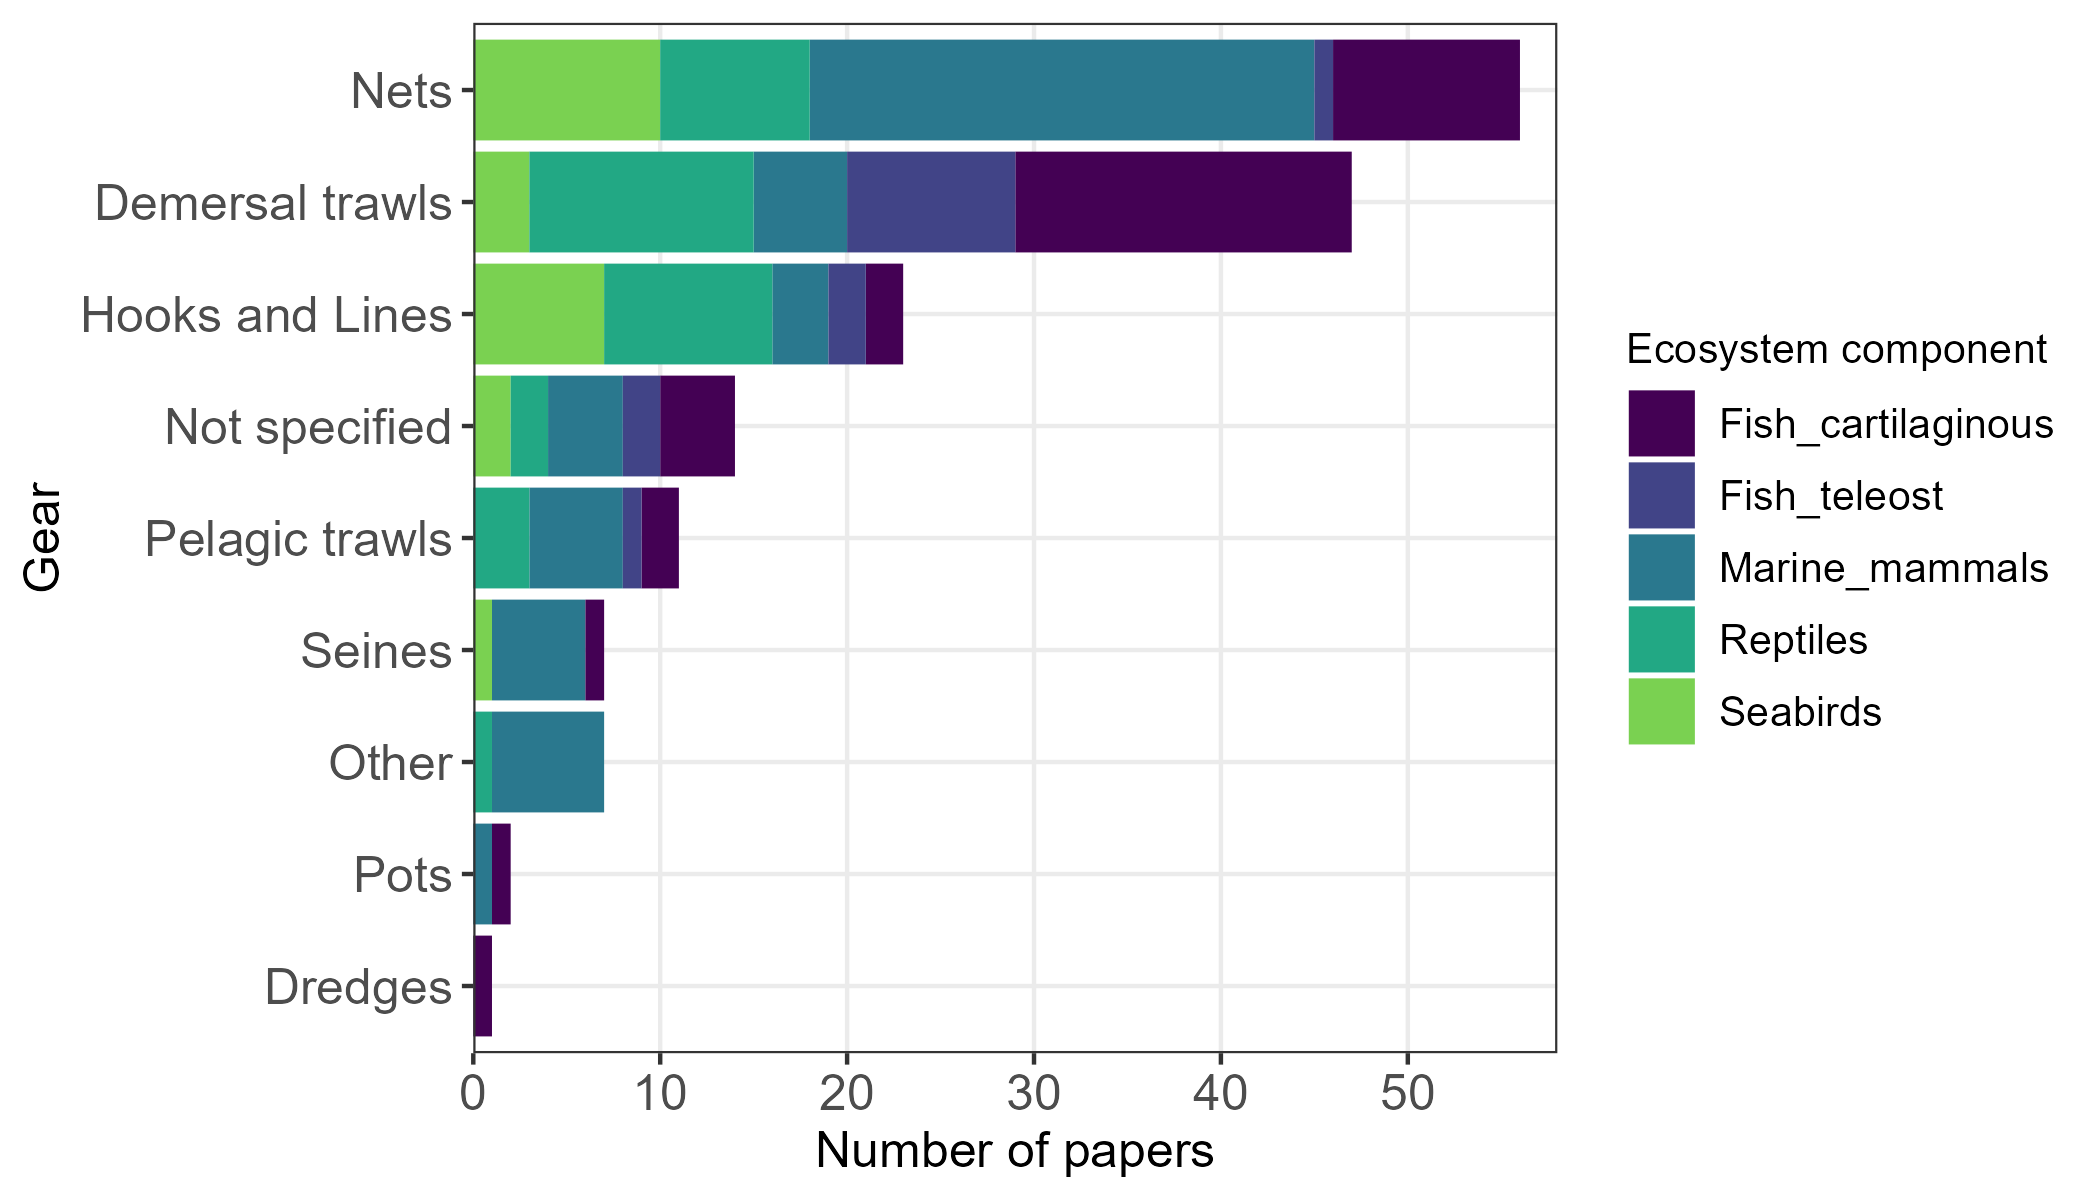 Nets
Demersal trawls
Hooks and Lines
Not specified
Pelagic trawls
Seines
Other
Pots
Dredges
Gear
0 10 20 30 40 50
Number of papers
Ecosystem component
Fish_cartilaginous
Fish_teleost
Marine_mammals
Reptiles
Seabirds